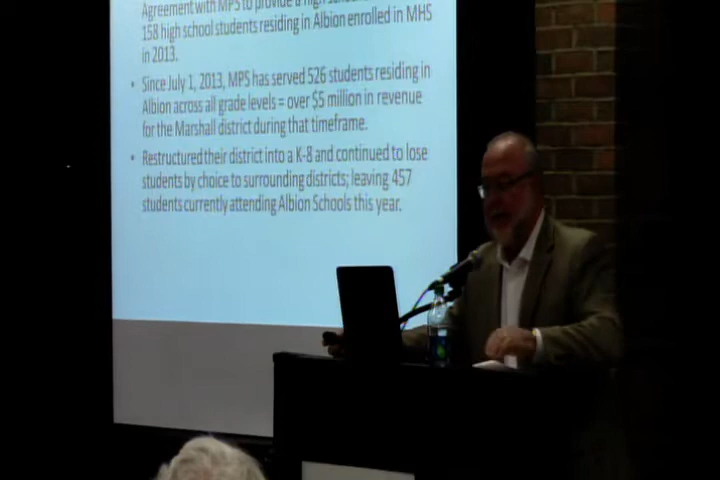 Agreement with MPS to provide a high
158 high school students residing in Albion enrolled in MHS
in 2013.
• Since July 1, 2013, MPS has served 526 students residing in
Albion across all grade levels = over $5 million in revenue
for the Marshall district during that timeframe.
• Restructured their district into a K-8 and continued to lose
students by choice to surrounding districts; leaving 457
students currently attending Albion Schools this year.